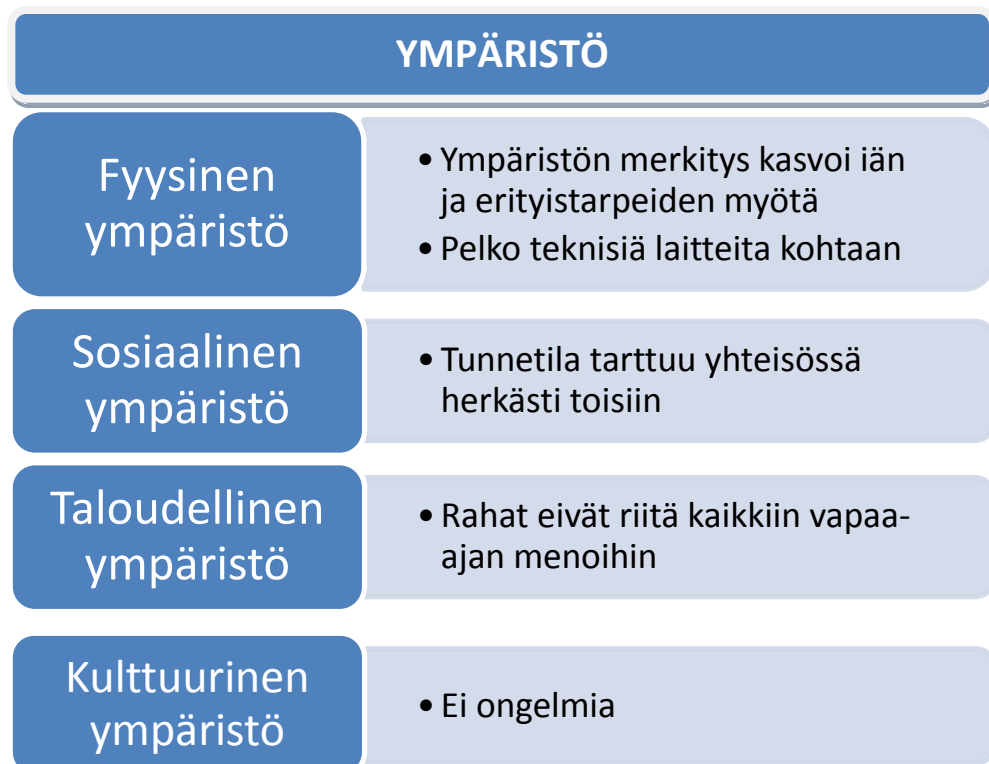 YMPÄRISTÖ
Fyysinen
ympäristö
• Ympäristön merkitys kasvoi iän
ja erityistarpeiden myötä
• Pelko teknisiä laitteita kohtaan
Sosiaalinen
ympäristö
• Tunnetila tarttuu yhteisössä
herkästi toisiin
Taloudellinen
ympäristö
• Rahat eivät riitä kaikkiin vapaa-
ajan menoihin
Kulttuurinen
ympäristö
• Ei ongelmia